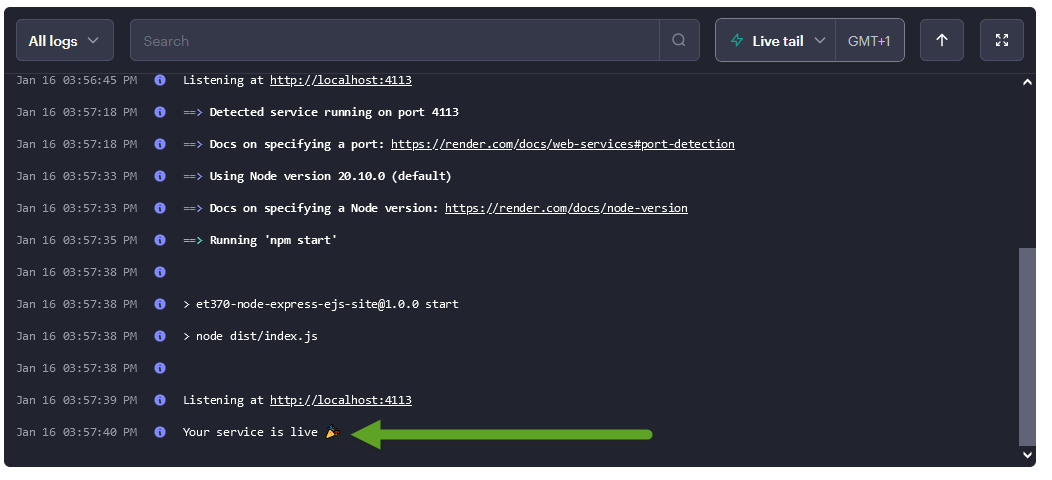 All logs Search Live tail GMT+1
Jan 16 03:56:45 PM Listening at http://localhost:4113
Jan 16 03:57:18 PM ==> Detected service running on port 4113
Jan 16 03:57:18 PM ==> Docs on specifying a port: https://render.com/docs/web-services#port-detection
Jan 16 03:57:33 PM ==> Using Node version 20.10.0 (default)
Jan 16 03:57:33 PM ==> Docs on specifying a Node version: https://render.com/docs/node-version
Jan 16 03:57:35 PM ==> Running 'npm start'
Jan 16 03:57:38 PM
Jan 16 03:57:38 PM > et370-node-express-ejs-site@1.0.0 start
Jan 16 03:57:38 PM > node dist/index.js
Jan 16 03:57:38 PM
Jan 16 03:57:39 PM Listening at http://localhost:4113
Jan 16 03:57:40 PM Your service is live 🎉